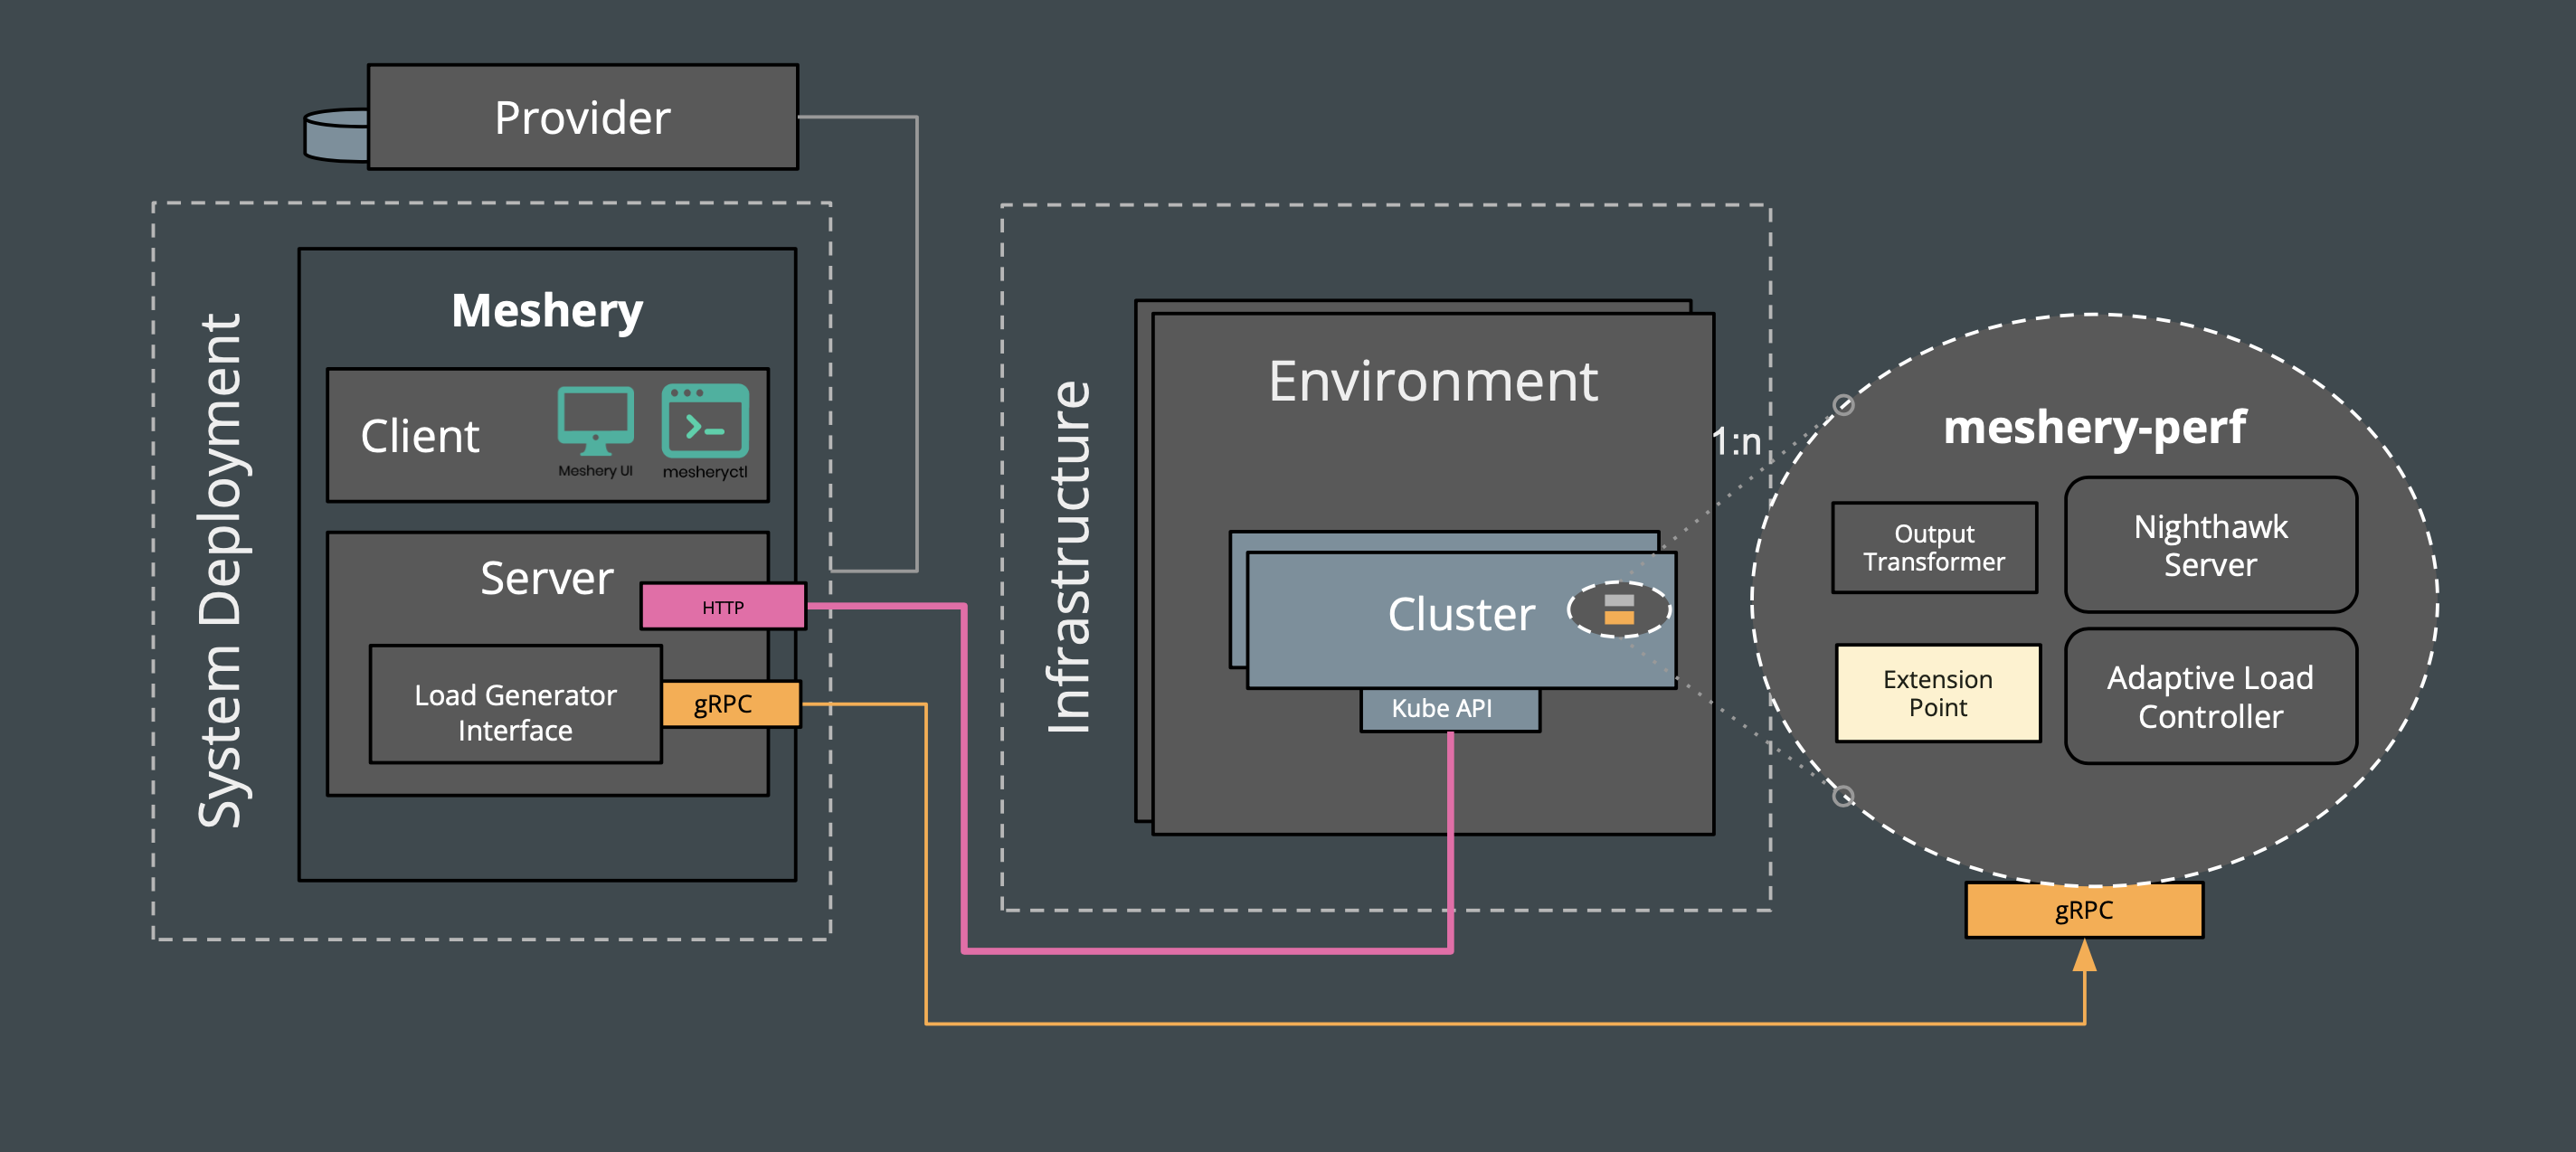 Provider
System Deployment
Meshery
Client
Meshery UI
mesheryctl
Server
HTTP
Load Generator
Interface
gRPC
Infrastructure
Environment
1:n
Cluster
Kube API
meshery-perf
Output
Transformer
Nighthawk
Server
Extension
Point
Adaptive Load
Controller
gRPC